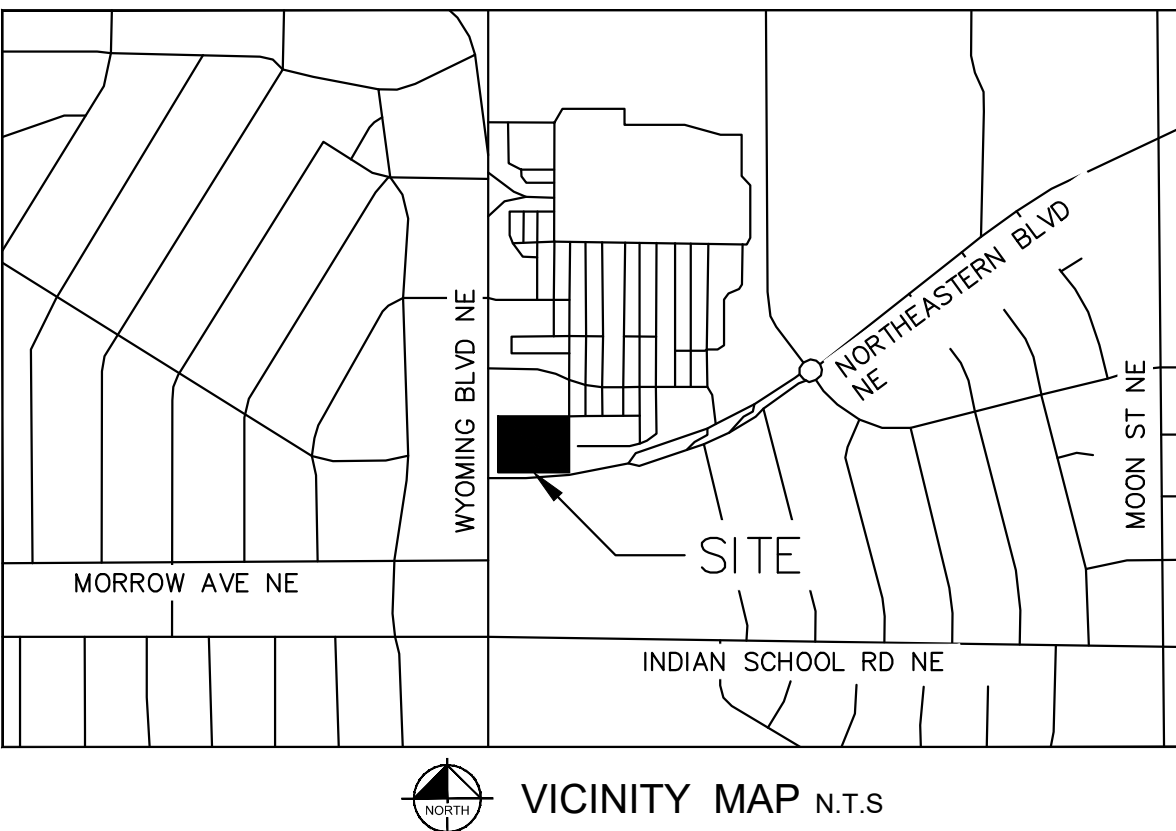 NORTHEASTERN BLVD
NE
WYOMING BLVD NE
MOON ST NE
SITE
MORROW AVE NE
INDIAN SCHOOL RD NE
NORTH
VICINITY MAP N.T.S